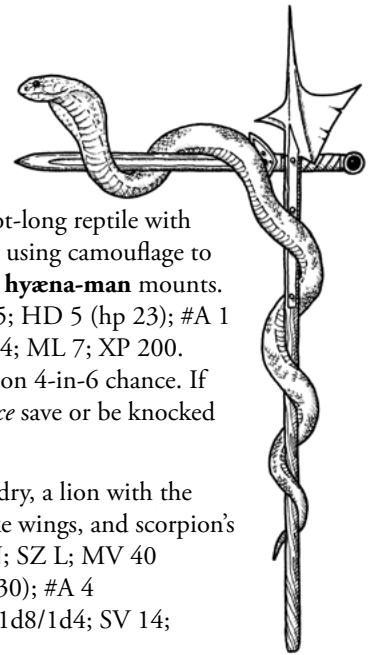 ot-long reptile with
using camouflage to
hyæna-man mounts.
5; HD 5 (hp 23); #A 1
4; ML 7; XP 200.
on 4-in-6 chance. If
ce save or be knocked
dry, a lion with the
ke wings, and scorpion's
; SZ L; MV 40
30); #A 4
1d8/1d4; SV 14;